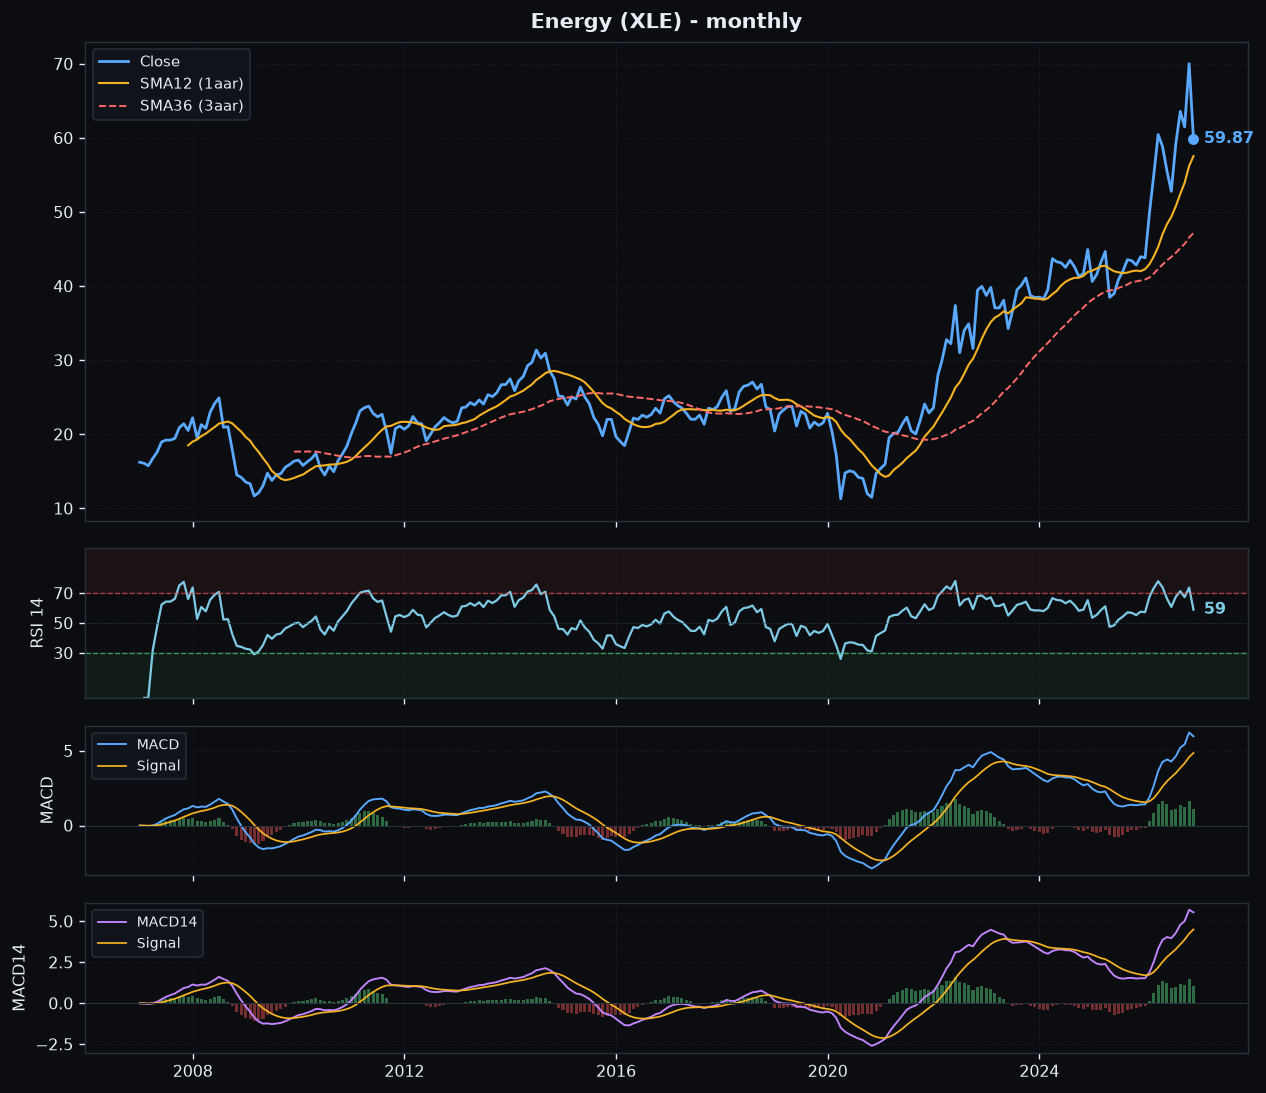 Energy (XLE) - monthly
Close
SMA12 (1aar)
SMA36 (3aar)
70
60
50
40
30
20
10
59.87
RSI 14
70
50
30
59
MACD
5
0
MACD
Signal
MACD14
5.0
2.5
0.0
−2.5
MACD14
Signal
2008
2012
2016
2020
2024